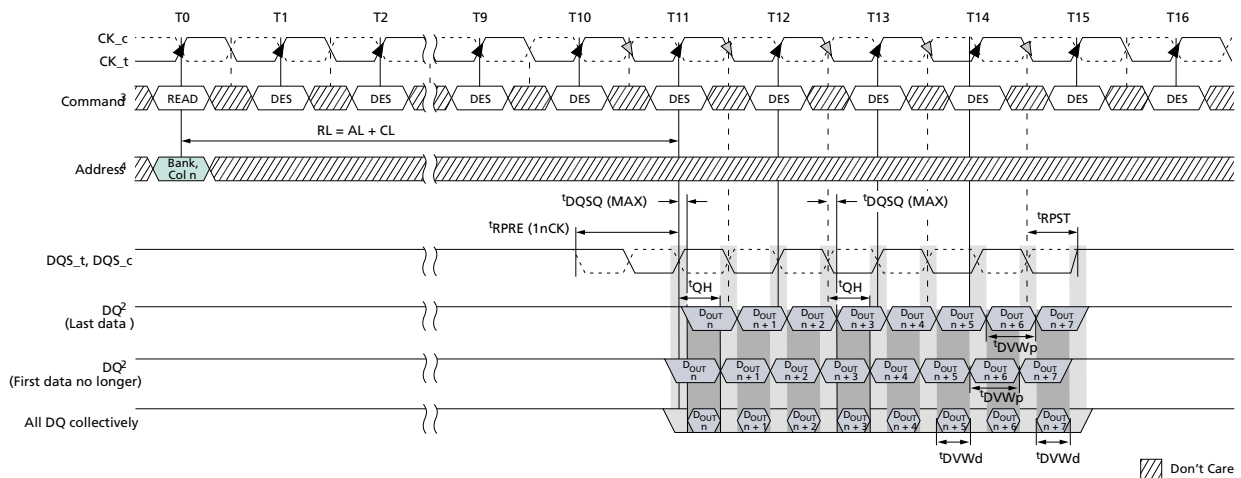 T0 T1 T2 T9 T10 T11 T12 T13 T14 T15 T16
CK_c
CK_t
Command3 READ DES DES DES DES DES DES DES DES DES DES
RL = AL + CL
Address4 Bank,
Col n
tDQSQ (MAX) tDQSQ (MAX)
tRPRE (1nCK) tRPST
DQS_t, DQS_c
tQH tQH
DQ2
(Last data )
DOUT n DOUT n + 1 DOUT n + 2 DOUT n + 3 DOUT n + 4 DOUT n + 5 DOUT n + 6 DOUT n + 7
tDVWp
DQ2
(First data no longer)
DOUT n DOUT n + 1 DOUT n + 2 DOUT n + 3 DOUT n + 4 DOUT n + 5 DOUT n + 6 DOUT n + 7
tDVWp
All DQ collectively
DOUT n DOUT n + 1 DOUT n + 2 DOUT n + 3 DOUT n + 4 DOUT n + 5 DOUT n + 6 DOUT n + 7
tDVWd tDVWd
Don't Care